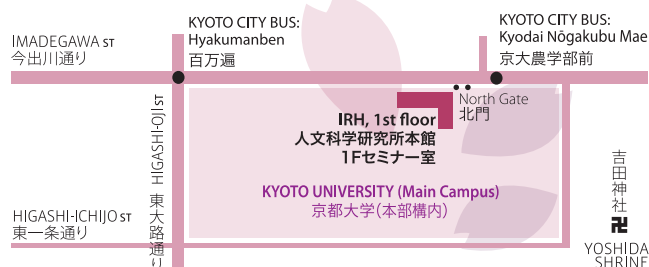 KYOTO CITY BUS:
Hyakumanben
百万遍
KYOTO CITY BUS:
Kyodai Nōgakubu Mae
京大農学部前
IMADEGAWA ST
今出川通り
North Gate
北門
IRH, 1st floor
人文科学研究所本館
1Fセミナー室
HIGASHI-OJI ST
東大路通り
KYOTO UNIVERSITY (Main Campus)
京都大学(本部構内)
HIGASHI-ICHIJO ST
東一条通り
吉田神社
卍
YOSHIDA
SHRINE